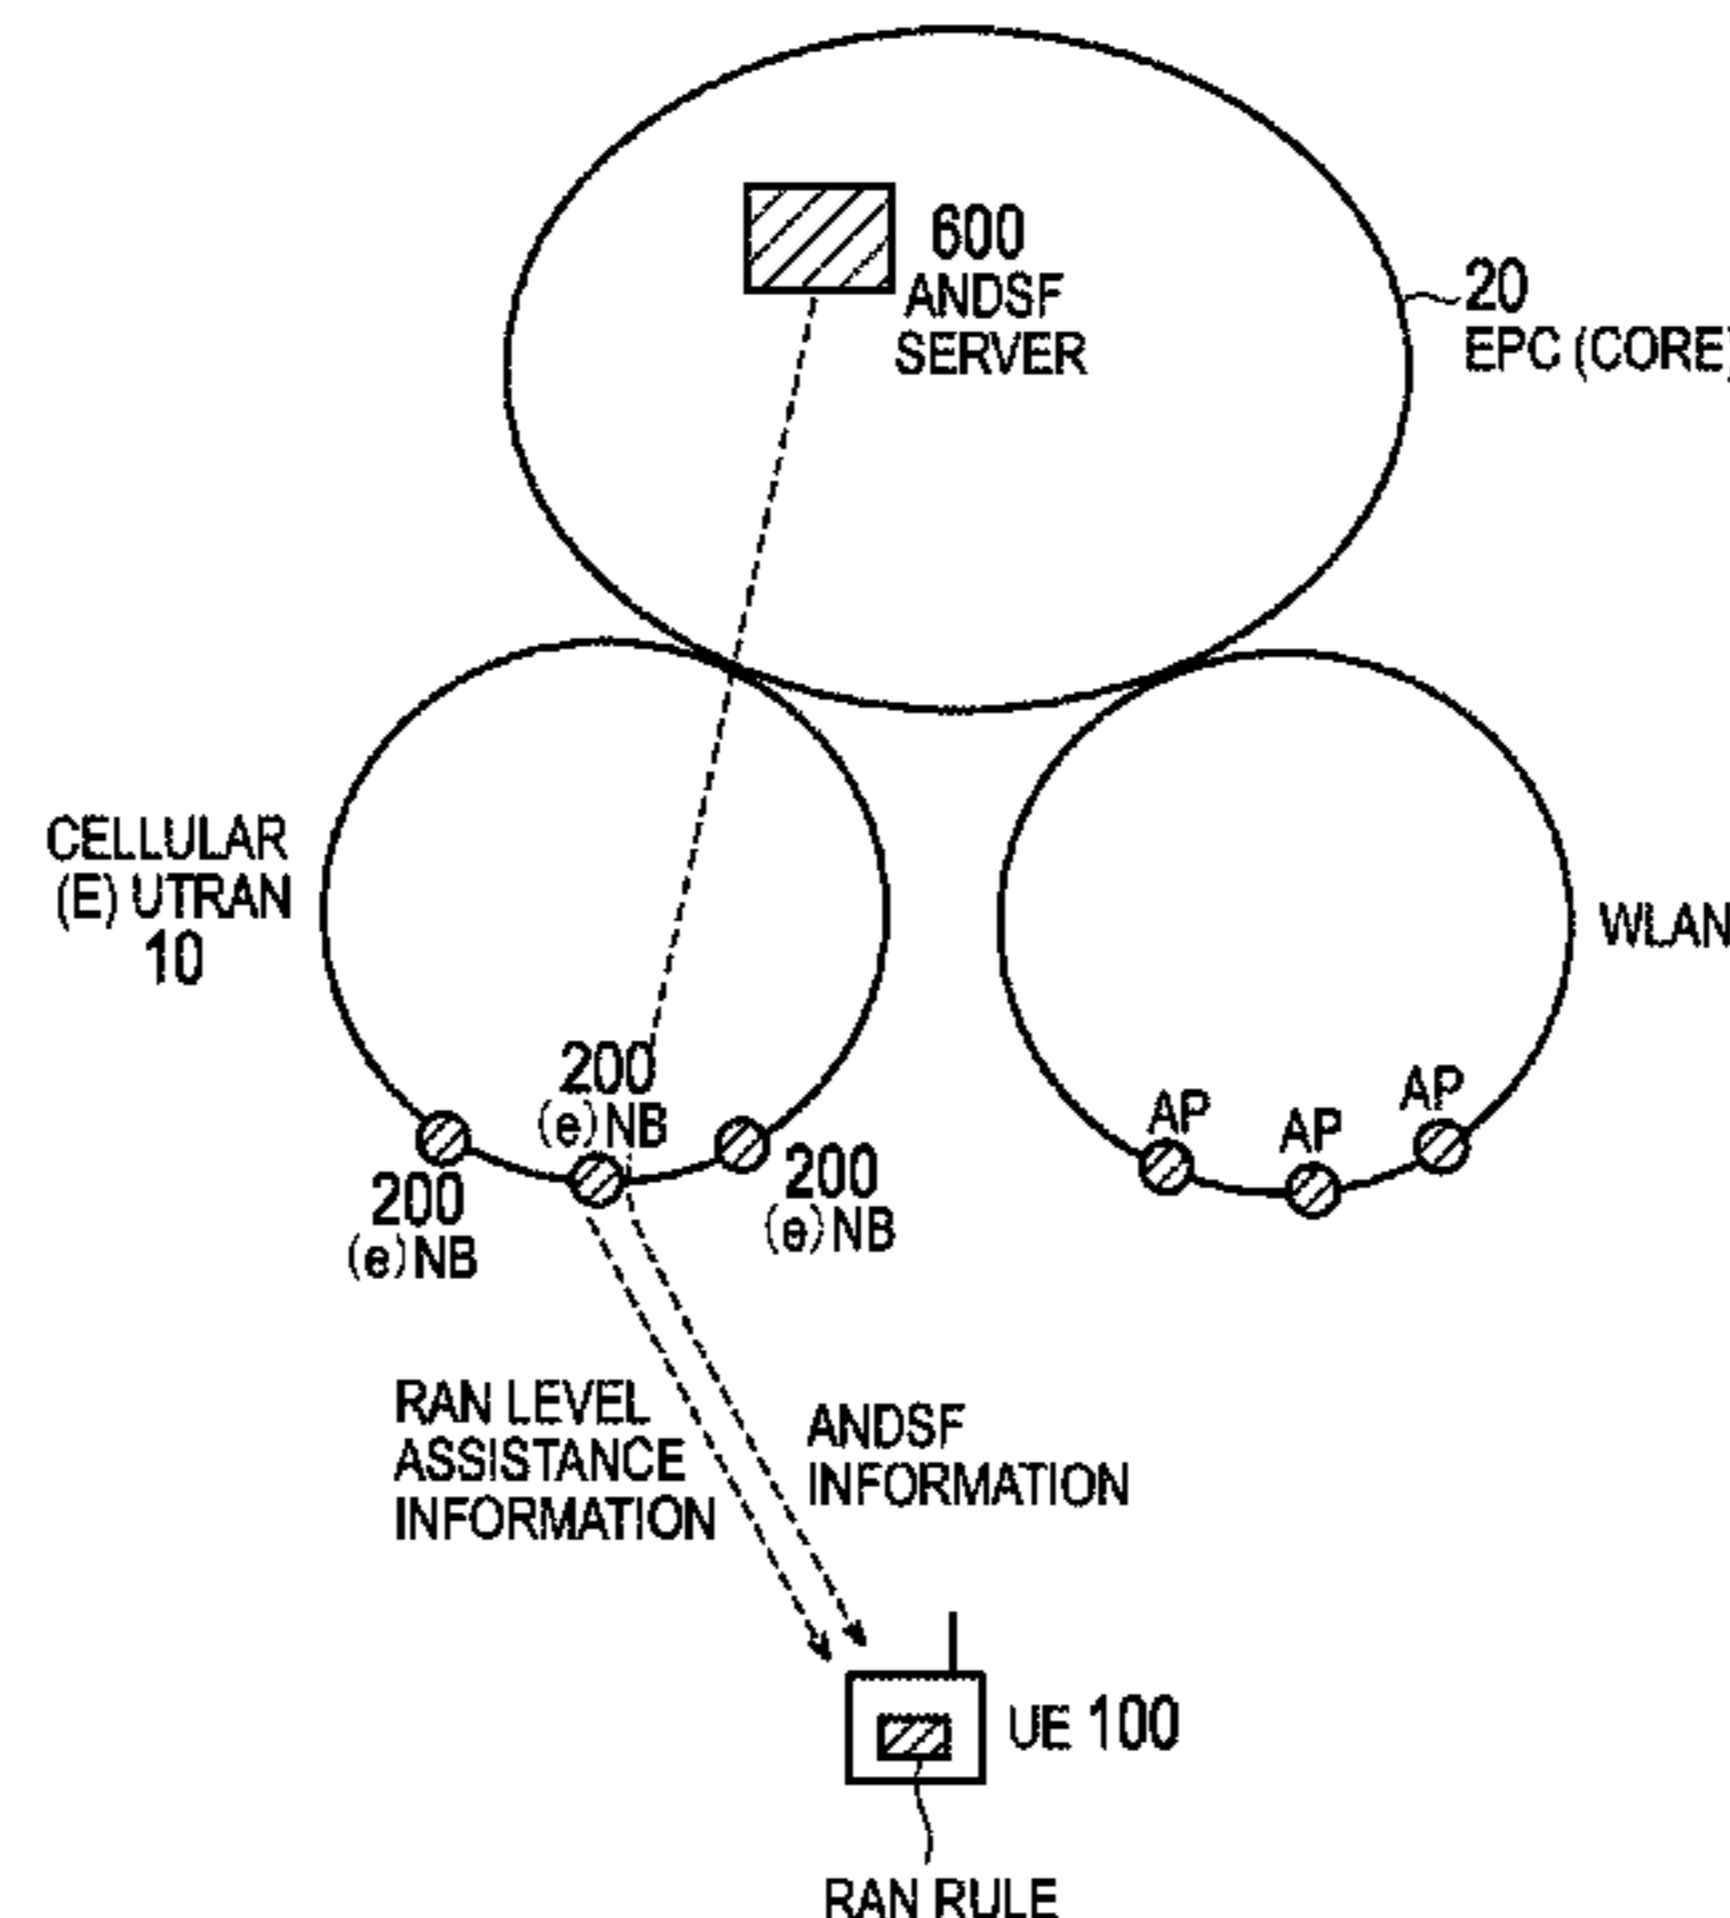 600
ANDSF
SERVER
20
EPC (CORE)
CELLULAR
(E) UTRAN
10
WLAN
200
(e)NB
200
(e)NB
200
(e)NB
AP
AP
AP
RAN LEVEL
ASSISTANCE
INFORMATION
ANDSF
INFORMATION
UE 100
RAN RULE